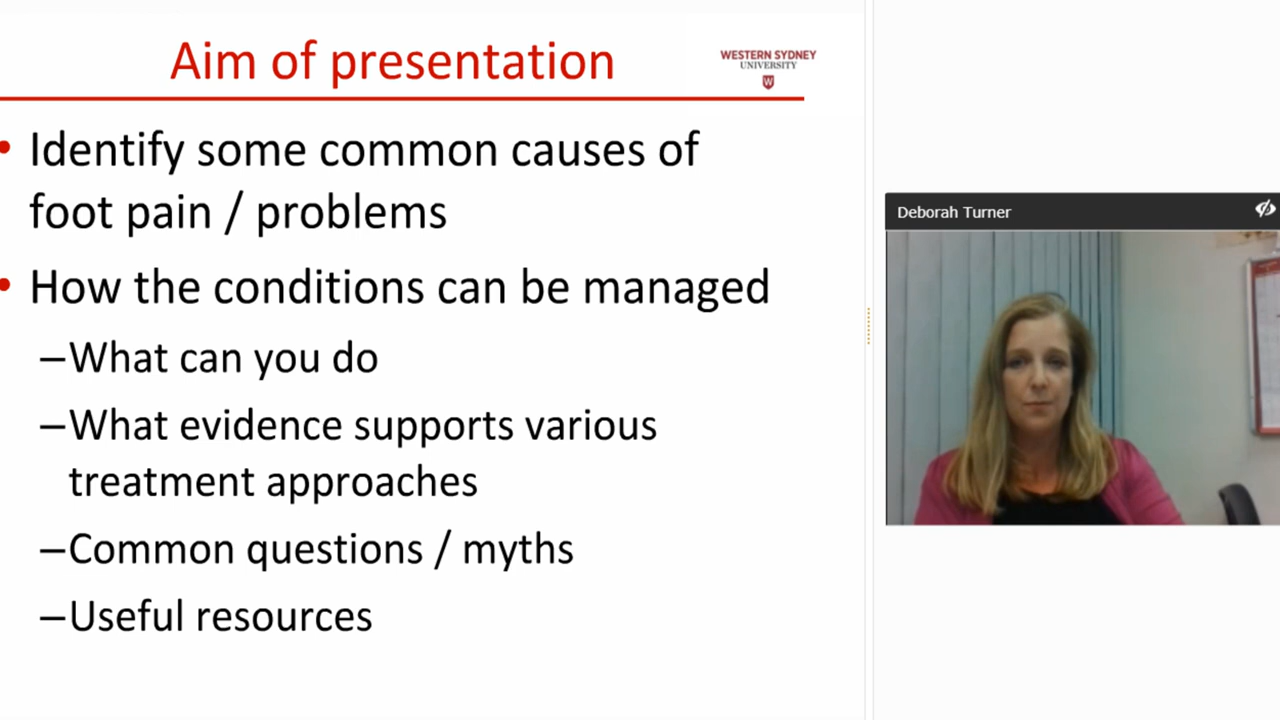 Aim of presentation
WESTERN SYDNEY
UNIVERSITY
W
• Identify some common causes of
foot pain / problems
• How the conditions can be managed
–What can you do
–What evidence supports various
treatment approaches
–Common questions / myths
–Useful resources
Deborah Turner